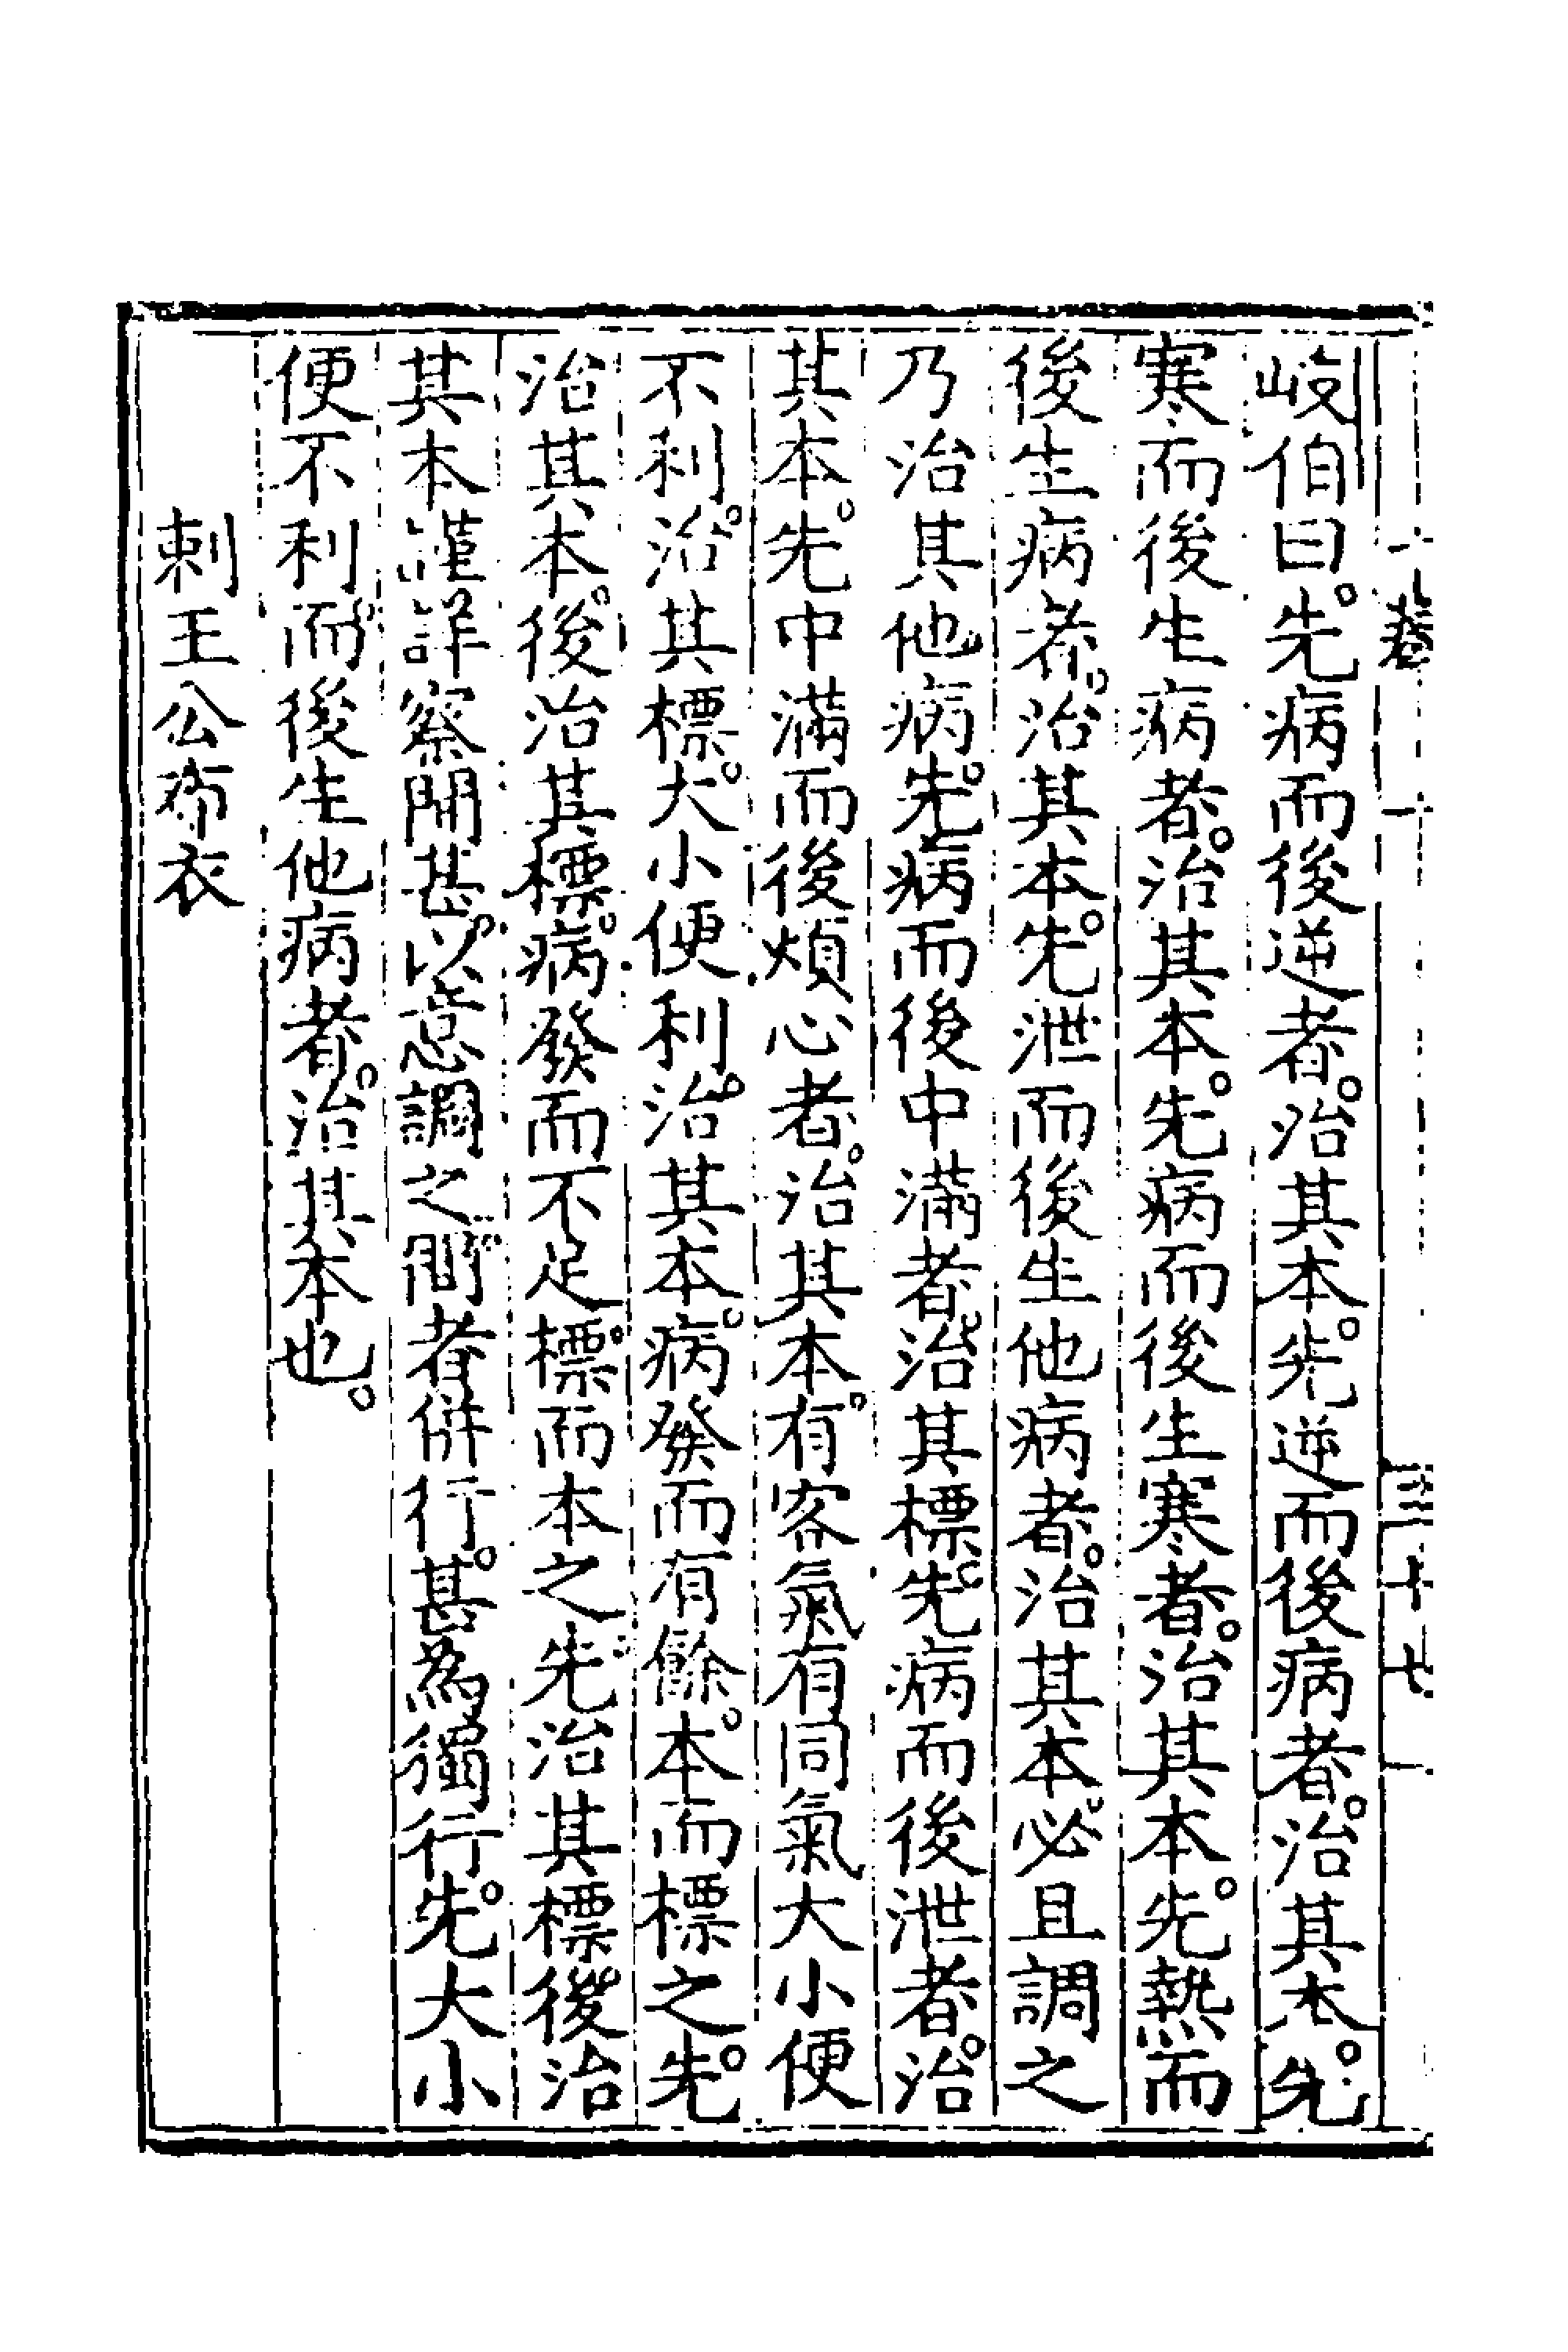 卷一
三十七
岐伯曰。先病而後逆者。治其本。先逆而後病者。治其本。先
寒而後生病者。治其本。先病而後生寒者。治其本。先熱而
後生病者。治其本。先泄而後生他病者。治其本。必且調之
乃治其他病。先病而後中滿者。治其標。先病而後泄者。治
其本。先中滿而後煩心者。治其本。有客氣有同氣大小便
不利。治其標。大小便利。治其本。病發而有餘。本而標之。先
治其本。後治其標。病發而不足。標而本之。先治其標。後治
其本謹詳察間甚。以意調之。間者併行。甚為獨行。先大小
便不利。而後生他病者。治其本也。
刺王公布衣